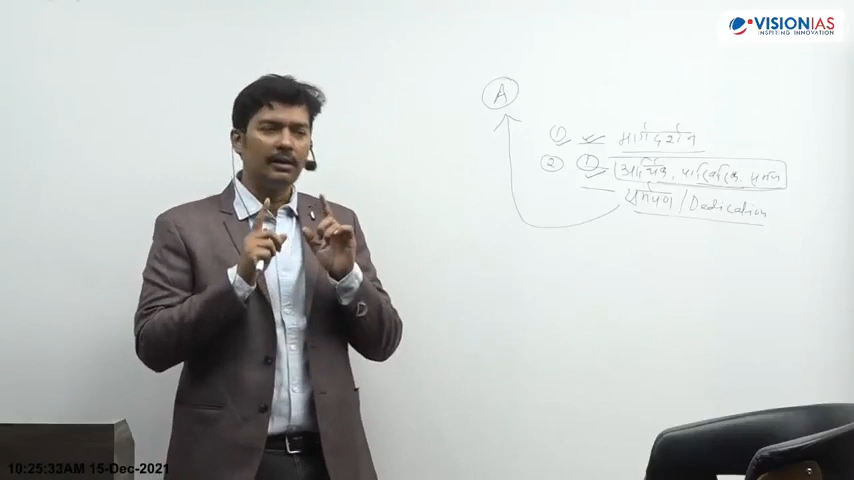 VISIONIAS
INSPIRING INNOVATION
A
① मार्गदर्शन
② ① आर्थिक, पारिवारिक, समय
समर्पण / Dedication
10:25:33AM 15-Dec-2021